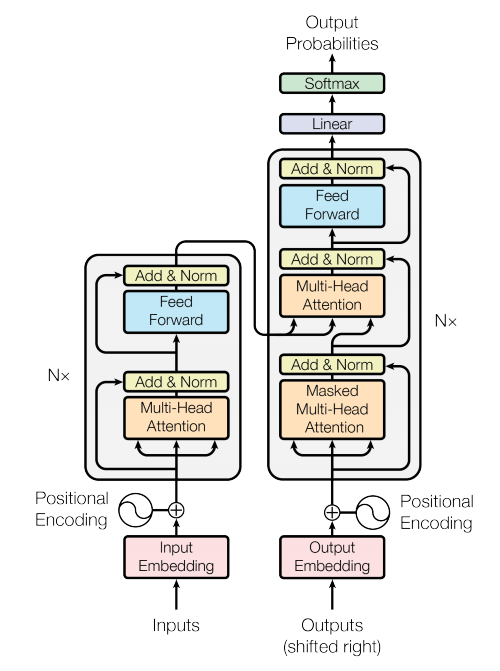 Output
Probabilities
Softmax
Linear
Add & Norm
Feed
Forward
Add & Norm
Multi-Head
Attention
Add & Norm
Masked
Multi-Head
Attention
N×
Add & Norm
Feed
Forward
Add & Norm
Multi-Head
Attention
N×
Positional
Encoding
Input
Embedding
Inputs
Positional
Encoding
Output
Embedding
Outputs
(shifted right)